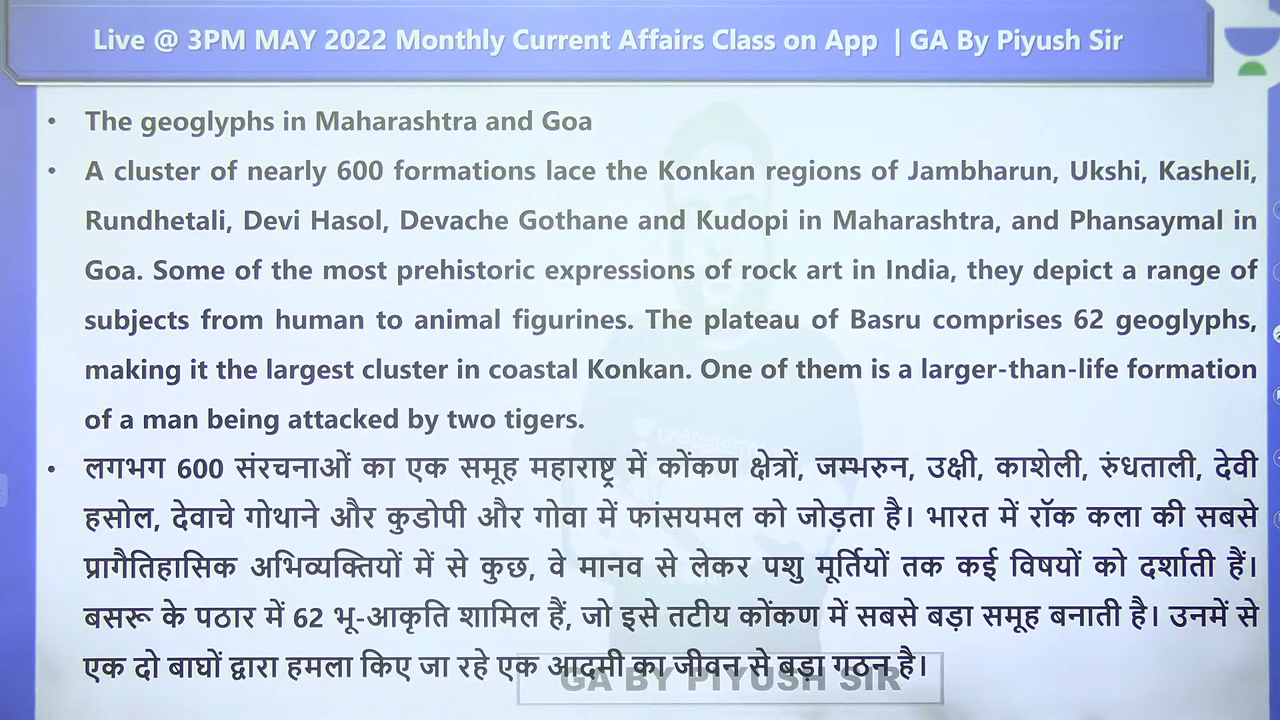 Live @ 3PM MAY 2022 Monthly Current Affairs Class on App | GA By Piyush Sir
• The geoglyphs in Maharashtra and Goa
• A cluster of nearly 600 formations lace the Konkan regions of Jambharun, Ukshi, Kasheli,
Rundhetali, Devi Hasol, Devache Gothane and Kudopi in Maharashtra, and Phansaymal in
Goa. Some of the most prehistoric expressions of rock art in India, they depict a range of
subjects from human to animal figurines. The plateau of Basru comprises 62 geoglyphs,
making it the largest cluster in coastal Konkan. One of them is a larger-than-life formation
of a man being attacked by two tigers.
• लगभग 600 संरचनाओं का एक समूह महाराष्ट्र में कोंकण क्षेत्रों, जम्भरुन, उक्षी, काशेली, रुंधताली, देवी
हसोल, देवाचे गोथाने और कुडोपी और गोवा में फांसयमल को जोड़ता है। भारत में रॉक कला की सबसे
प्रागैतिहासिक अभिव्यक्तियों में से कुछ, वे मानव से लेकर पशु मूर्तियों तक कई विषयों को दर्शाती हैं।
बसरू के पठार में 62 भू-आकृति शामिल हैं, जो इसे तटीय कोंकण में सबसे बड़ा समूह बनाती है। उनमें से
एक दो बाघों द्वारा हमला किए जा रहे एक आदमी का जीवन से बड़ा गठन है।
GA BY PIYUSH SIR